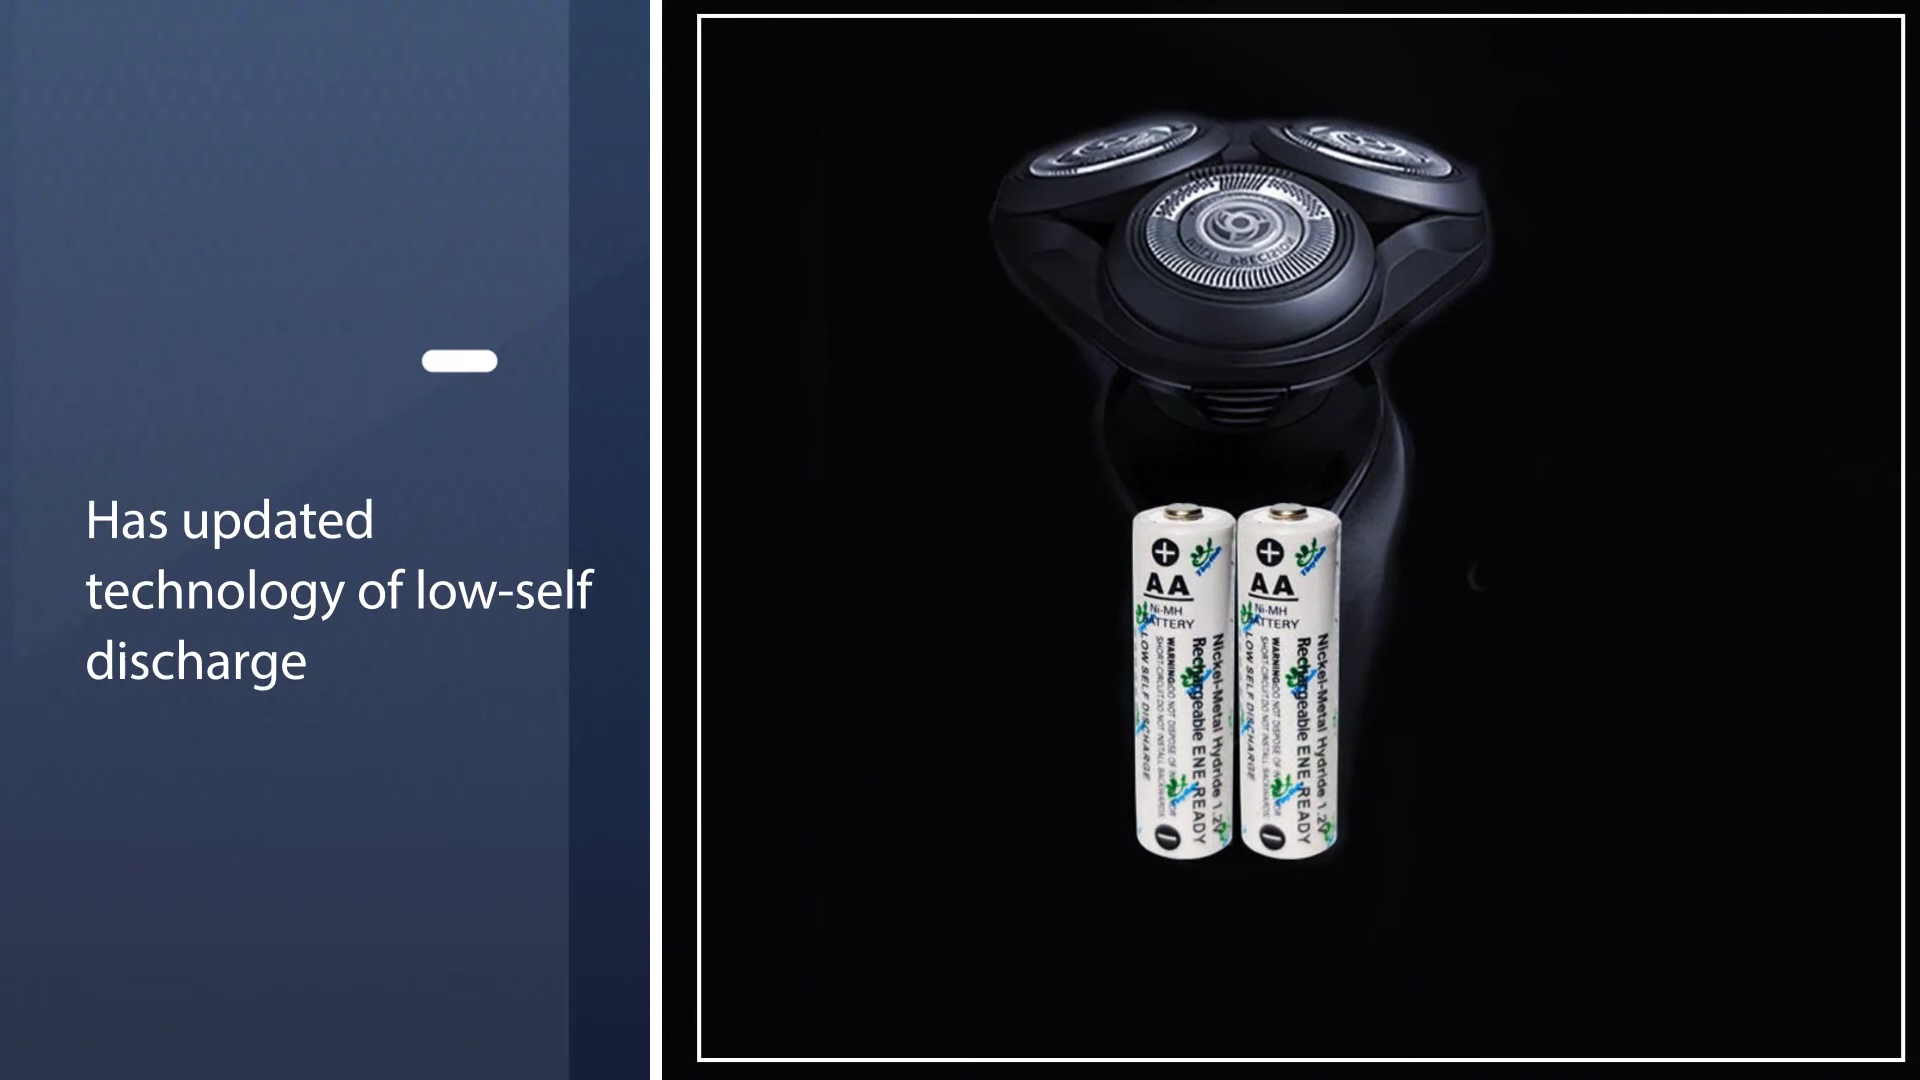 Has updated
technology of low-self
discharge
PRECISION
AA
Ni-MH
BATTERY
Nickel-Metal Hydride 1.2V
Rechargeable ENE READY
LOW SELF DISCHARGE
AA
Ni-MH
BATTERY
Nickel-Metal Hydride 1.2V
Rechargeable ENE READY
LOW SELF DISCHARGE